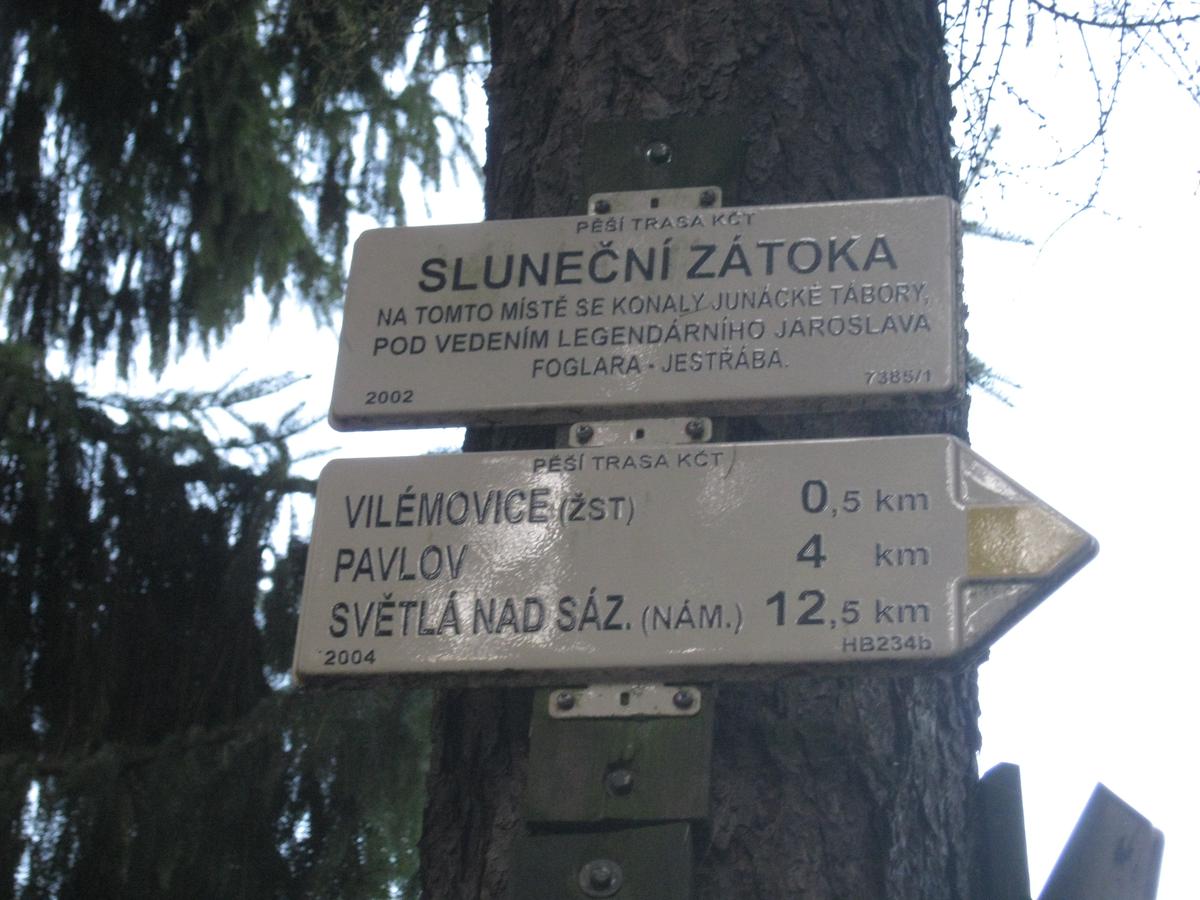 PĚŠÍ TRASA KČT
SLUNEČNÍ ZÁTOKA
NA TOMTO MÍSTĚ SE KONALY JUNÁCKÉ TÁBORY,
POD VEDENÍM LEGENDÁRNÍHO JAROSLAVA
FOGLARA - JESTŘÁBA.
2002 7385/1
PĚŠÍ TRASA KČT
VILÉMOVICE (ŽST) 0,5 km
PAVLOV 4 km
SVĚTLÁ NAD SÁZ. (NÁM.) 12,5 km
2004 HB234b